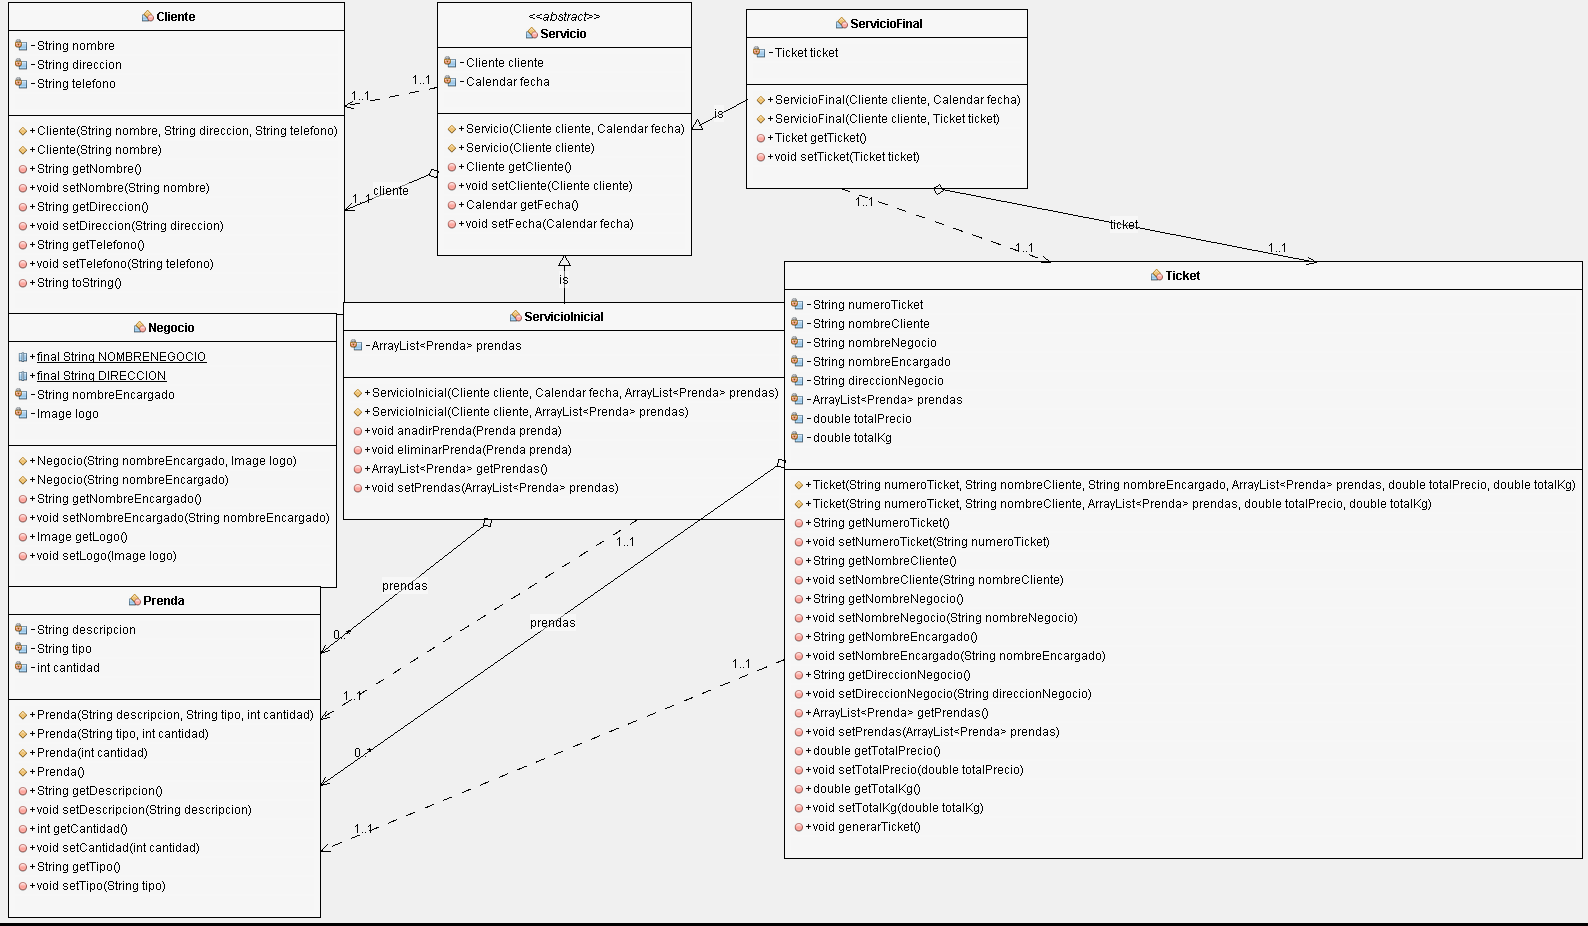 Cliente
-String nombre
-String direccion
-String telefono
+Cliente(String nombre, String direccion, String telefono)
+Cliente(String nombre)
+String getNombre()
+void setNombre(String nombre)
+String getDireccion()
+void setDireccion(String direccion)
+String getTelefono()
+void setTelefono(String telefono)
+String toString()
1..1
1..1
1..1
cliente
<<abstract>>
Servicio
-Cliente cliente
-Calendar fecha
+Servicio(Cliente cliente, Calendar fecha)
+Servicio(Cliente cliente)
+Cliente getCliente()
+void setCliente(Cliente cliente)
+Calendar getFecha()
+void setFecha(Calendar fecha)
is
is
ServicioFinal
-Ticket ticket
+ServicioFinal(Cliente cliente, Calendar fecha)
+ServicioFinal(Cliente cliente, Ticket ticket)
+Ticket getTicket()
+void setTicket(Ticket ticket)
1..1
1..1
ticket
1..1
Negocio
+final String NOMBRENEGOCIO
+final String DIRECCION
-String nombreEncargado
-Image logo
+Negocio(String nombreEncargado, Image logo)
+Negocio(String nombreEncargado)
+String getNombreEncargado()
+void setNombreEncargado(String nombreEncargado)
+Image getLogo()
+void setLogo(Image logo)
ServicioInicial
-ArrayList<Prenda> prendas
+ServicioInicial(Cliente cliente, Calendar fecha, ArrayList<Prenda> prendas)
+ServicioInicial(Cliente cliente, ArrayList<Prenda> prendas)
+void anadirPrenda(Prenda prenda)
+void eliminarPrenda(Prenda prenda)
+ArrayList<Prenda> getPrendas()
+void setPrendas(ArrayList<Prenda> prendas)
1..1
prendas
0..*
prendas
1..1
1..1
0..*
1..1
Prenda
-String descripcion
-String tipo
-int cantidad
+Prenda(String descripcion, String tipo, int cantidad)
+Prenda(String tipo, int cantidad)
+Prenda(int cantidad)
+Prenda()
+String getDescripcion()
+void setDescripcion(String descripcion)
+int getCantidad()
+void setCantidad(int cantidad)
+String getTipo()
+void setTipo(String tipo)
Ticket
-String numeroTicket
-String nombreCliente
-String nombreNegocio
-String nombreEncargado
-String direccionNegocio
-ArrayList<Prenda> prendas
-double totalPrecio
-double totalKg
+Ticket(String numeroTicket, String nombreCliente, String nombreEncargado, ArrayList<Prenda> prendas, double totalPrecio, double totalKg)
+Ticket(String numeroTicket, String nombreCliente, ArrayList<Prenda> prendas, double totalPrecio, double totalKg)
+String getNumeroTicket()
+void setNumeroTicket(String numeroTicket)
+String getNombreCliente()
+void setNombreCliente(String nombreCliente)
+String getNombreNegocio()
+void setNombreNegocio(String nombreNegocio)
+String getNombreEncargado()
+void setNombreEncargado(String nombreEncargado)
+String getDireccionNegocio()
+void setDireccionNegocio(String direccionNegocio)
+ArrayList<Prenda> getPrendas()
+void setPrendas(ArrayList<Prenda> prendas)
+double getTotalPrecio()
+void setTotalPrecio(double totalPrecio)
+double getTotalKg()
+void setTotalKg(double totalKg)
+void generarTicket()